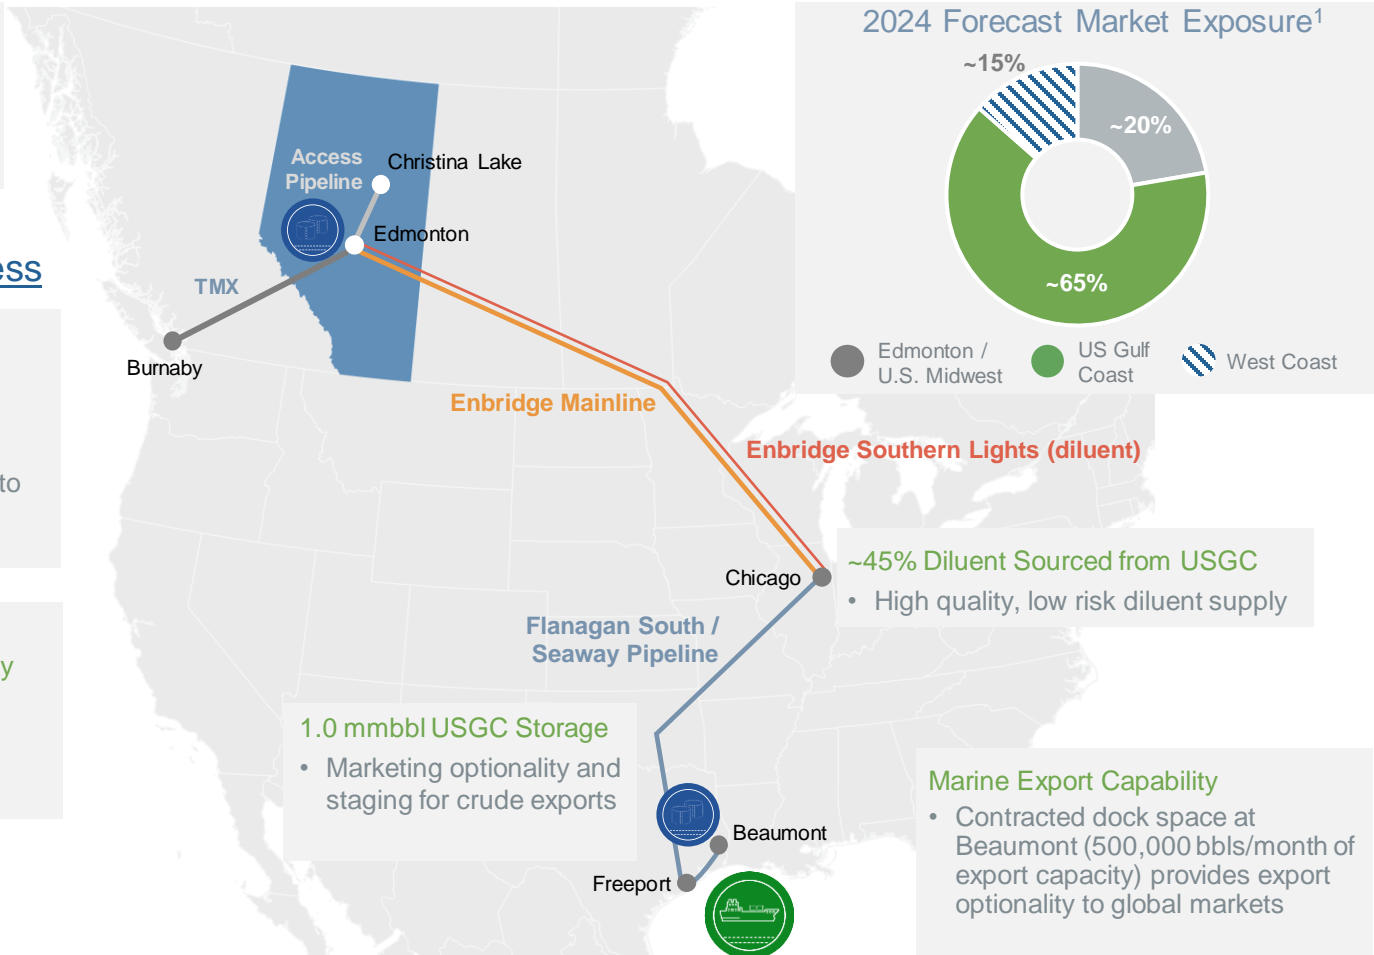 2024 Forecast Market Exposure1
~15%
~20%
~65%
Edmonton /
U.S. Midwest
US Gulf
Coast
West Coast
Access
Pipeline
Christina Lake
Edmonton
ess
TMX
Burnaby
Enbridge Mainline
Enbridge Southern Lights (diluent)
to
~45% Diluent Sourced from USGC
• High quality, low risk diluent supply
Chicago
Flanagan South /
Seaway Pipeline
y
1.0 mmbbl USGC Storage
• Marketing optionality and
staging for crude exports
Beaumont
Freeport
Marine Export Capability
• Contracted dock space at
Beaumont (500,000 bbls/month of
export capacity) provides export
optionality to global markets